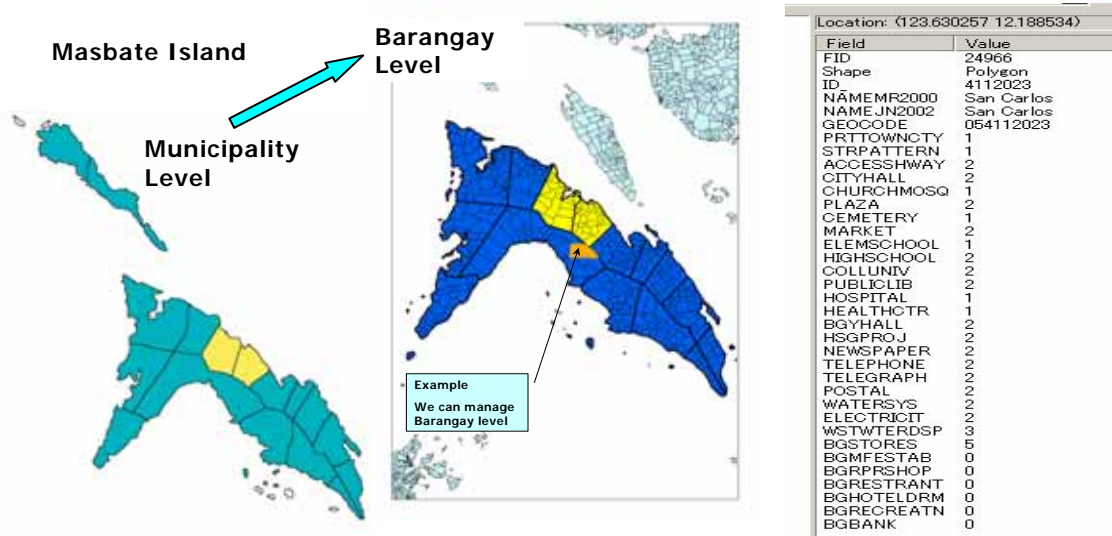 Masbate Island
Municipality
Level
Barangay
Level
Example
We can manage
Barangay level
Location: (123.630257 12.188534)
Field Value
FID 24966
Shape Polygon
ID_ 4112023
NAMEMR2000 San Carlos
NAMEJN2002 San Carlos
GEOCODE 054112023
PRTTOWNCTY 1
STRPATTERN 1
ACCESSHWAY 2
CITYHALL 2
CHURCHMOSQ 1
PLAZA 2
CEMETERY 1
MARKET 2
ELEMSCHOOL 1
HIGHSCHOOL 2
COLLUNIV 2
PUBLICLIB 2
HOSPITAL 1
HEALTHCTR 1
BGYHALL 2
HSGPROJ 2
NEWSPAPER 2
TELEPHONE 2
TELEGRAPH 2
POSTAL 2
WATERSYS 2
ELECTRICIT 2
WSTWTERDSP 3
BGSTORES 5
BGMFESTAB 0
BGRPRSHOP 0
BGRESTRANT 0
BGHOTELDRM 0
BGRECREATN 0
BGBANK 0